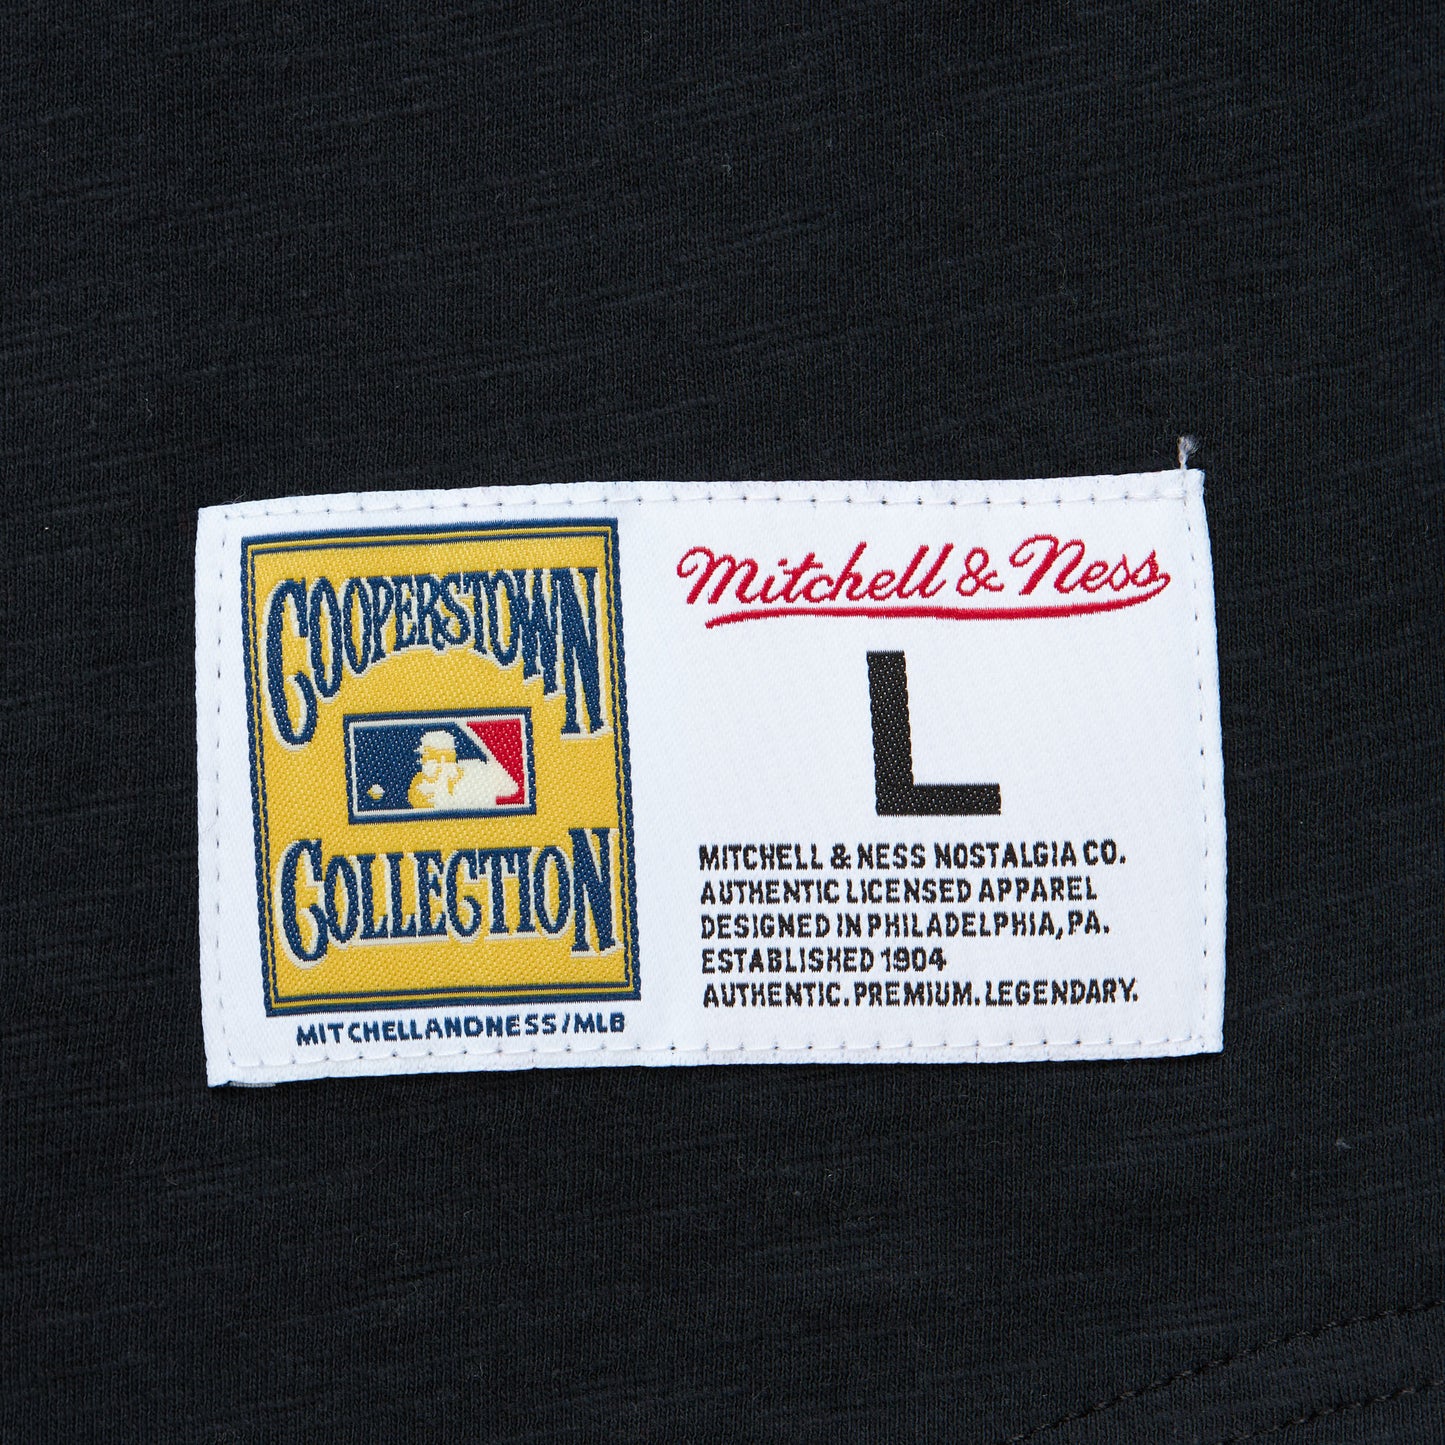 COOPERSTOWN
COLLECTION
MITCHELLANDNESS/MLB
Mitchell & Ness
L
MITCHELL & NESS NOSTALGIA CO.
AUTHENTIC LICENSED APPAREL
DESIGNED IN PHILADELPHIA, PA.
ESTABLISHED 1904
AUTHENTIC. PREMIUM. LEGENDARY.